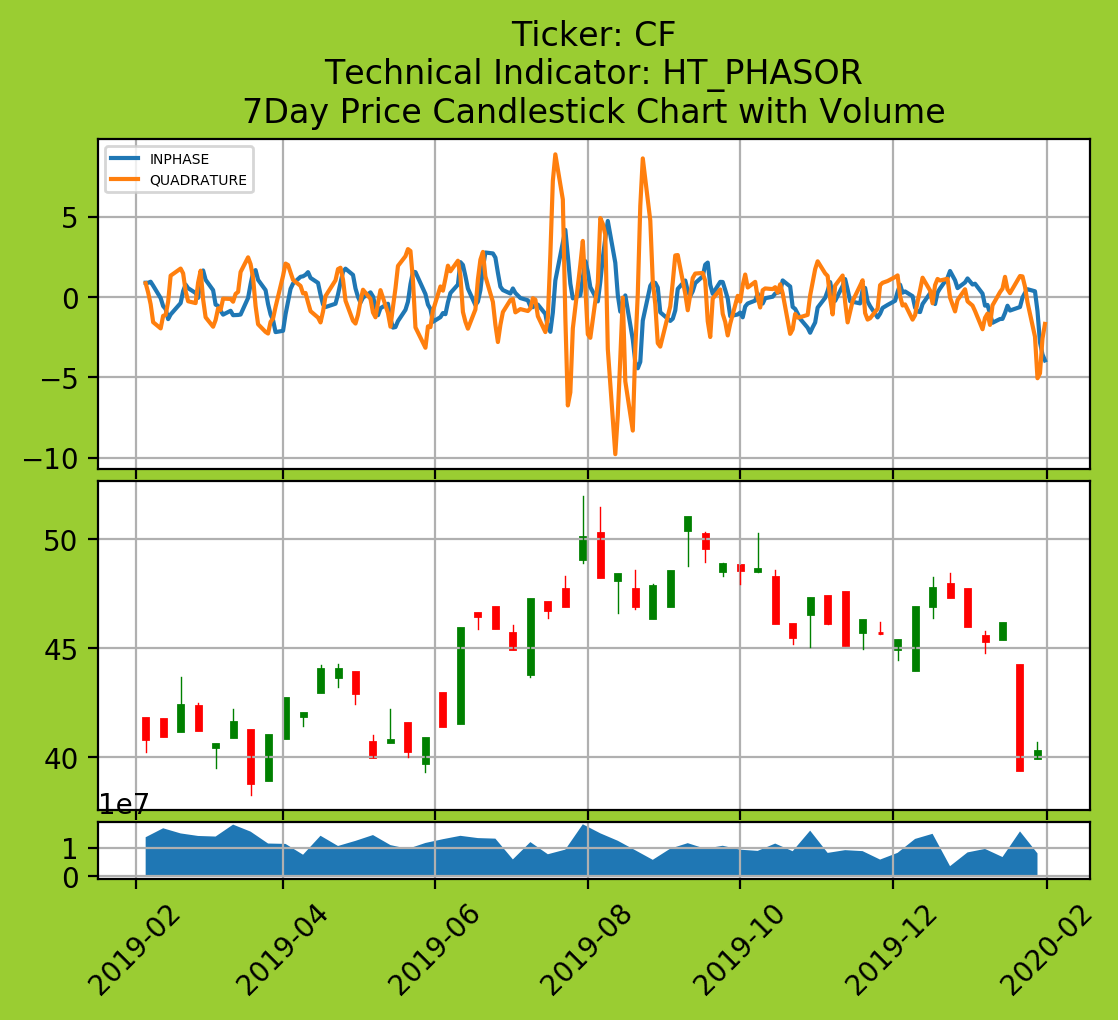 Ticker: CF
Technical Indicator: HT_PHASOR
7Day Price Candlestick Chart with Volume
INPHASE
QUADRATURE
5
0
−5
−10
50
45
40
1e7
1
0
2019-02
2019-04
2019-06
2019-08
2019-10
2019-12
2020-02